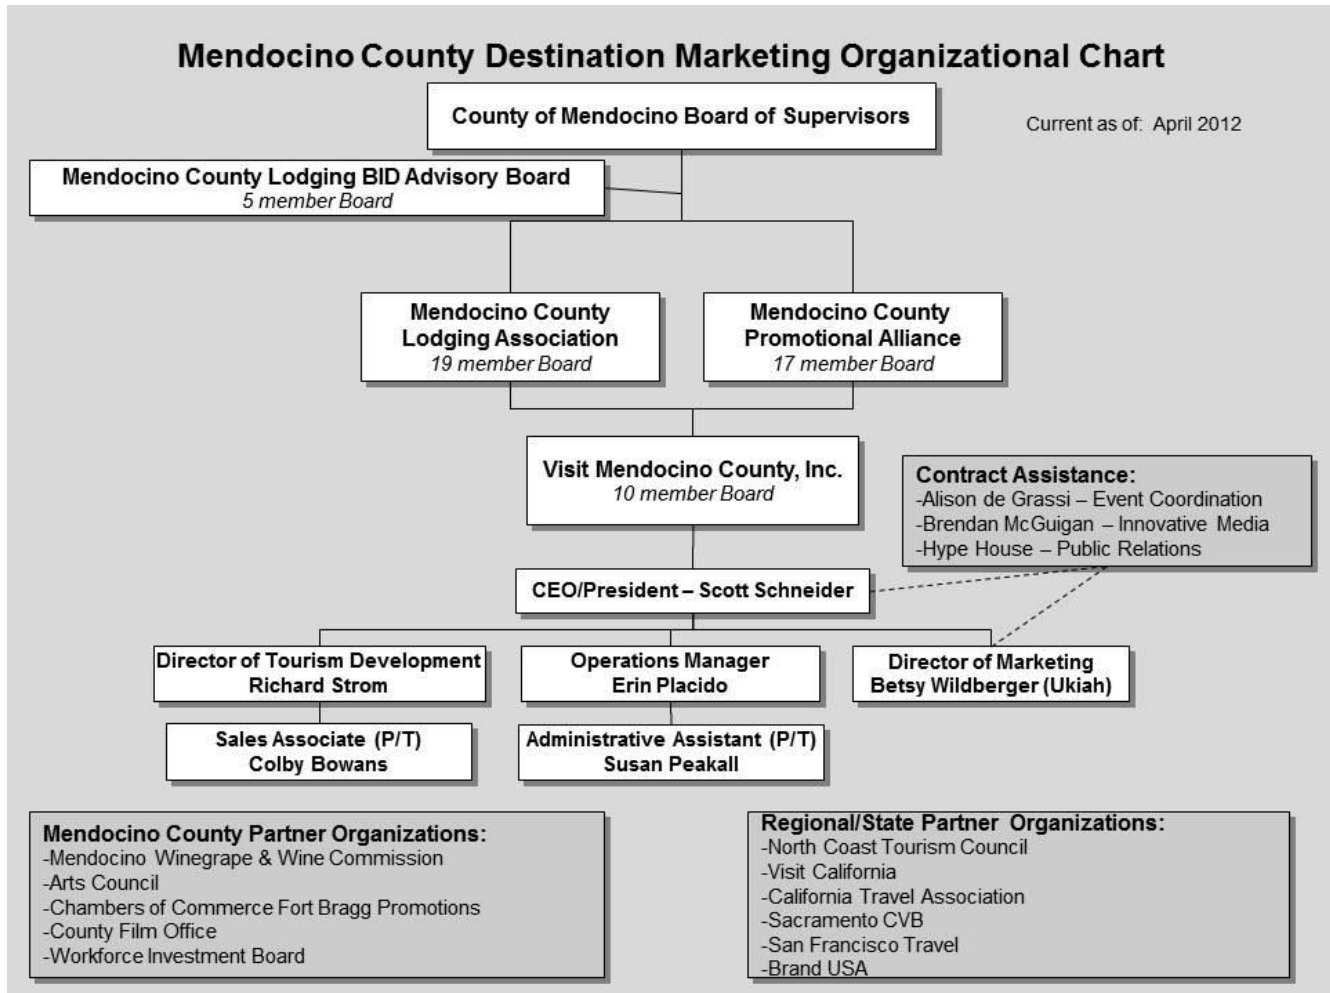 Mendocino County Destination Marketing Organizational Chart
County of Mendocino Board of Supervisors
Current as of: April 2012
Mendocino County Lodging BID Advisory Board
5 member Board
Mendocino County
Lodging Association
19 member Board
Mendocino County
Promotional Alliance
17 member Board
Visit Mendocino County, Inc.
10 member Board
Contract Assistance:
-Alison de Grassi – Event Coordination
-Brendan McGuigan – Innovative Media
-Hype House – Public Relations
CEO/President – Scott Schneider
Director of Tourism Development
Richard Strom
Operations Manager
Erin Placido
Director of Marketing
Betsy Wildberger (Ukiah)
Sales Associate (P/T)
Colby Bowans
Administrative Assistant (P/T)
Susan Peakall
Mendocino County Partner Organizations:
-Mendocino Winegrape & Wine Commission
-Arts Council
-Chambers of Commerce Fort Bragg Promotions
-County Film Office
-Workforce Investment Board
Regional/State Partner Organizations:
-North Coast Tourism Council
-Visit California
-California Travel Association
-Sacramento CVB
-San Francisco Travel
-Brand USA